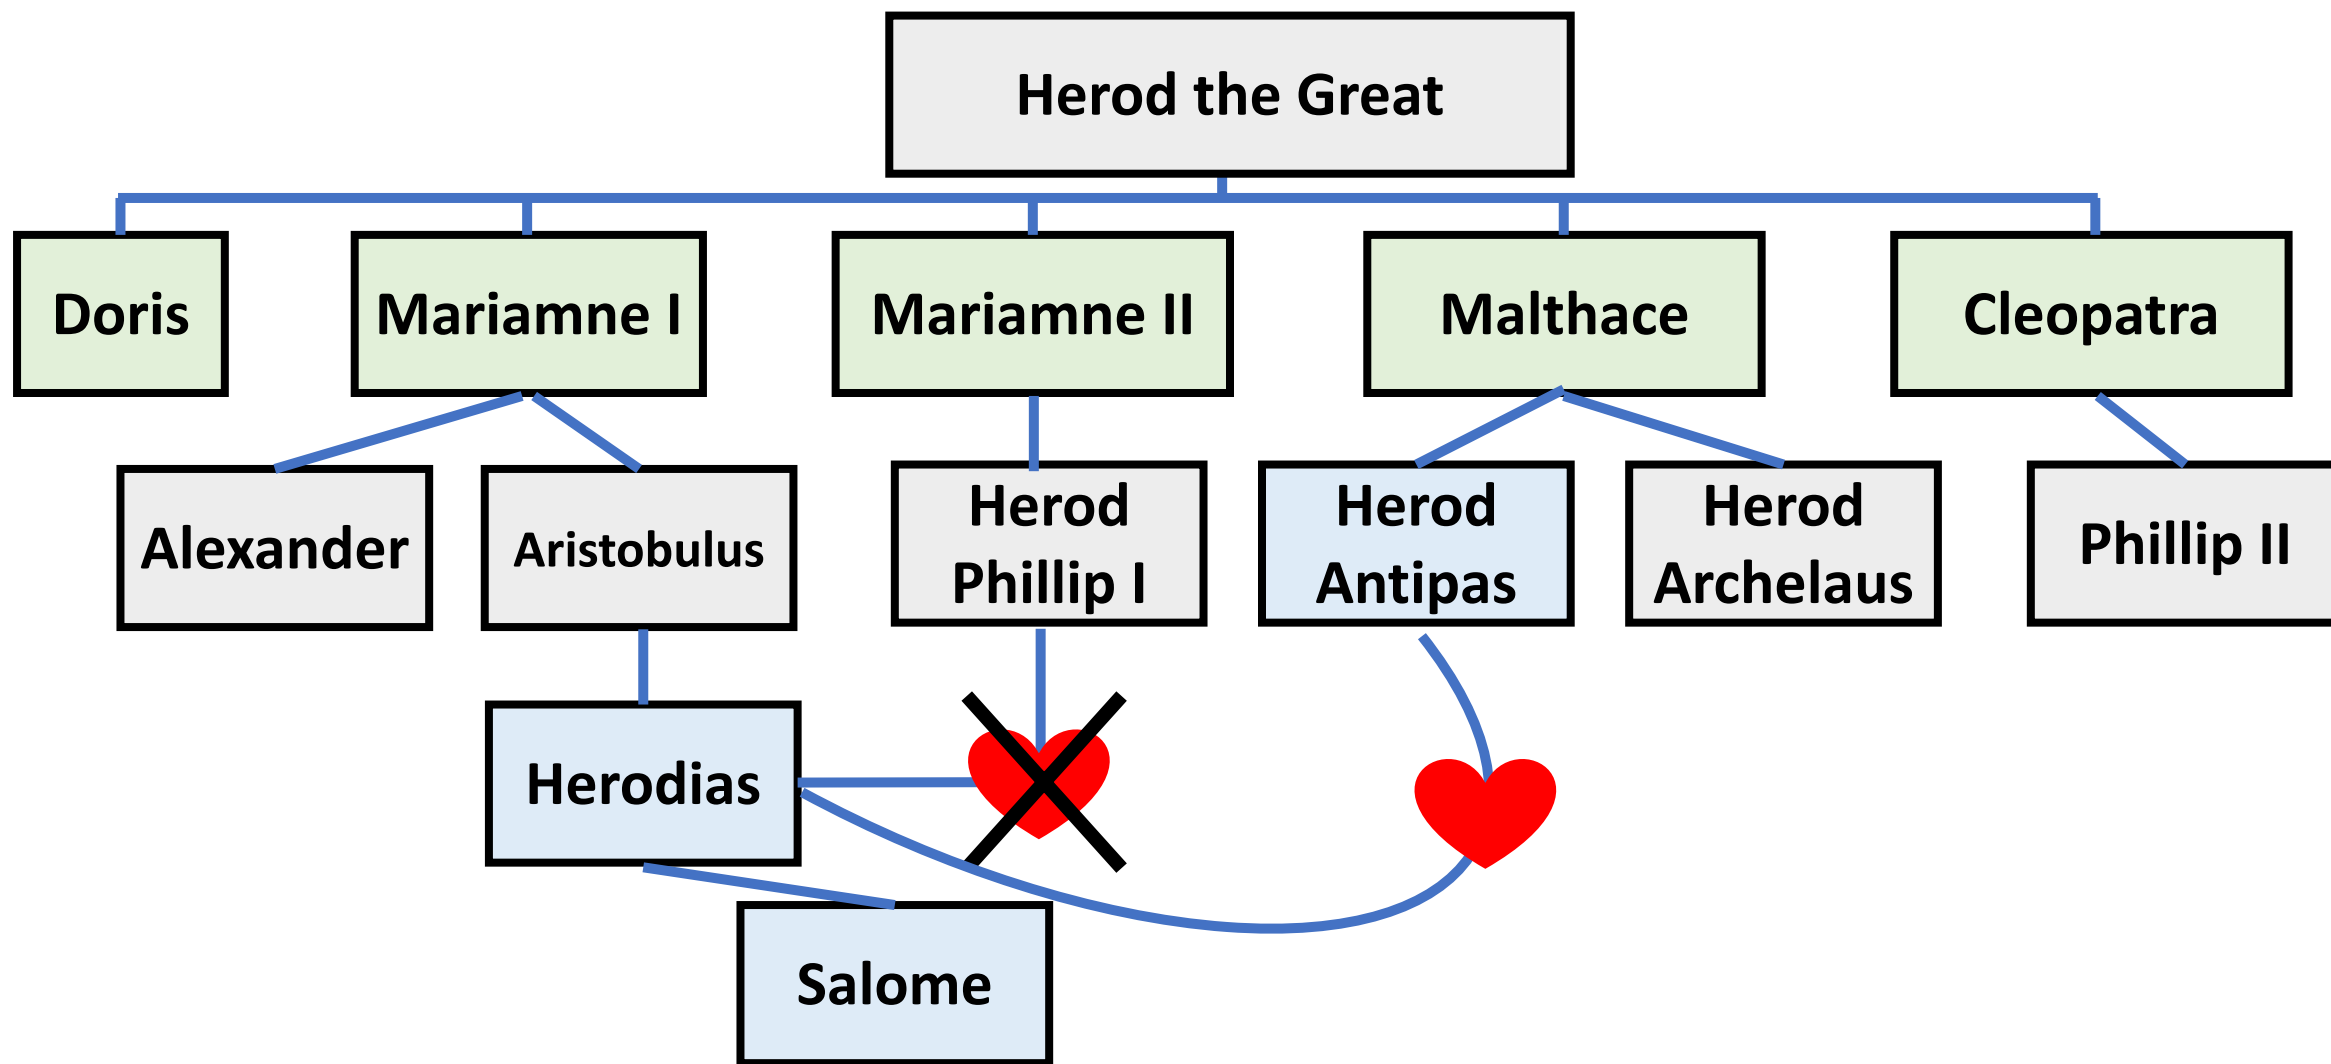 Herod the Great
Doris
Mariamne I
Mariamne II
Malthace
Cleopatra
Alexander
Aristobulus
Herod
Phillip I
Herod
Antipas
Herod
Archelaus
Phillip II
Herodias
Salome